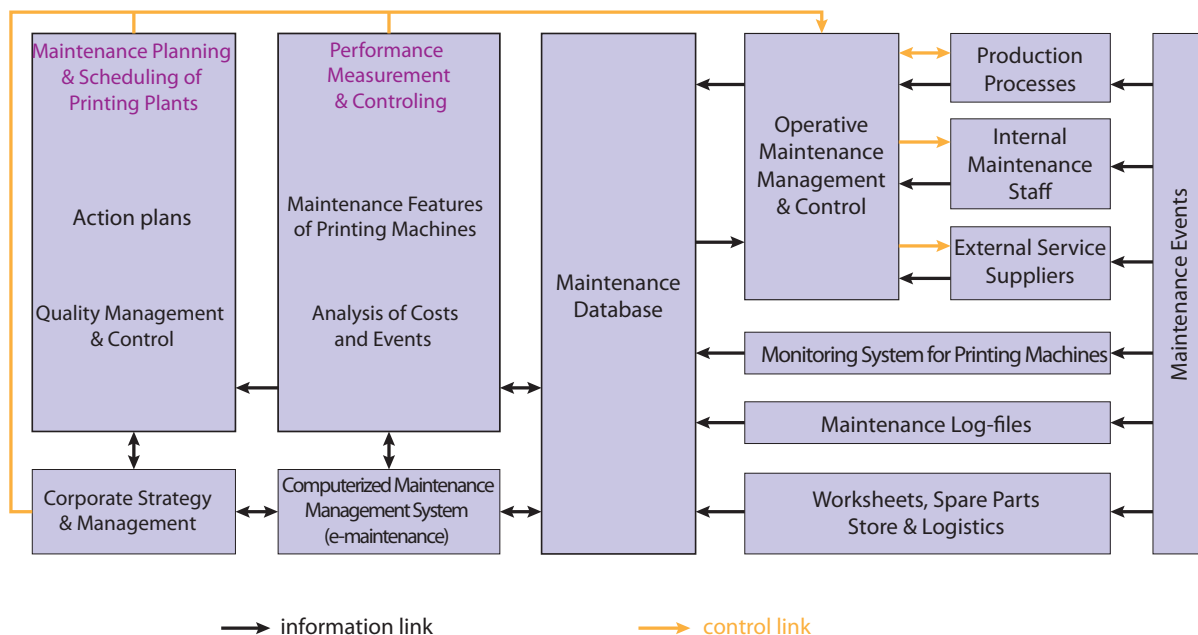 Maintenance Planning
& Scheduling of
Printing Plants
Action plans
Quality Management
& Control
Corporate Strategy
& Management
Performance
Measurement
& Controling
Maintenance Features
of Printing Machines
Analysis of Costs
and Events
Computerized Maintenance
Management System
(e-maintenance)
Maintenance
Database
Operative
Maintenance
Management
& Control
Production
Processes
Internal
Maintenance
Staff
External Service
Suppliers
Monitoring System for Printing Machines
Maintenance Log-files
Worksheets, Spare Parts
Store & Logistics
Maintenance Events
information link
control link